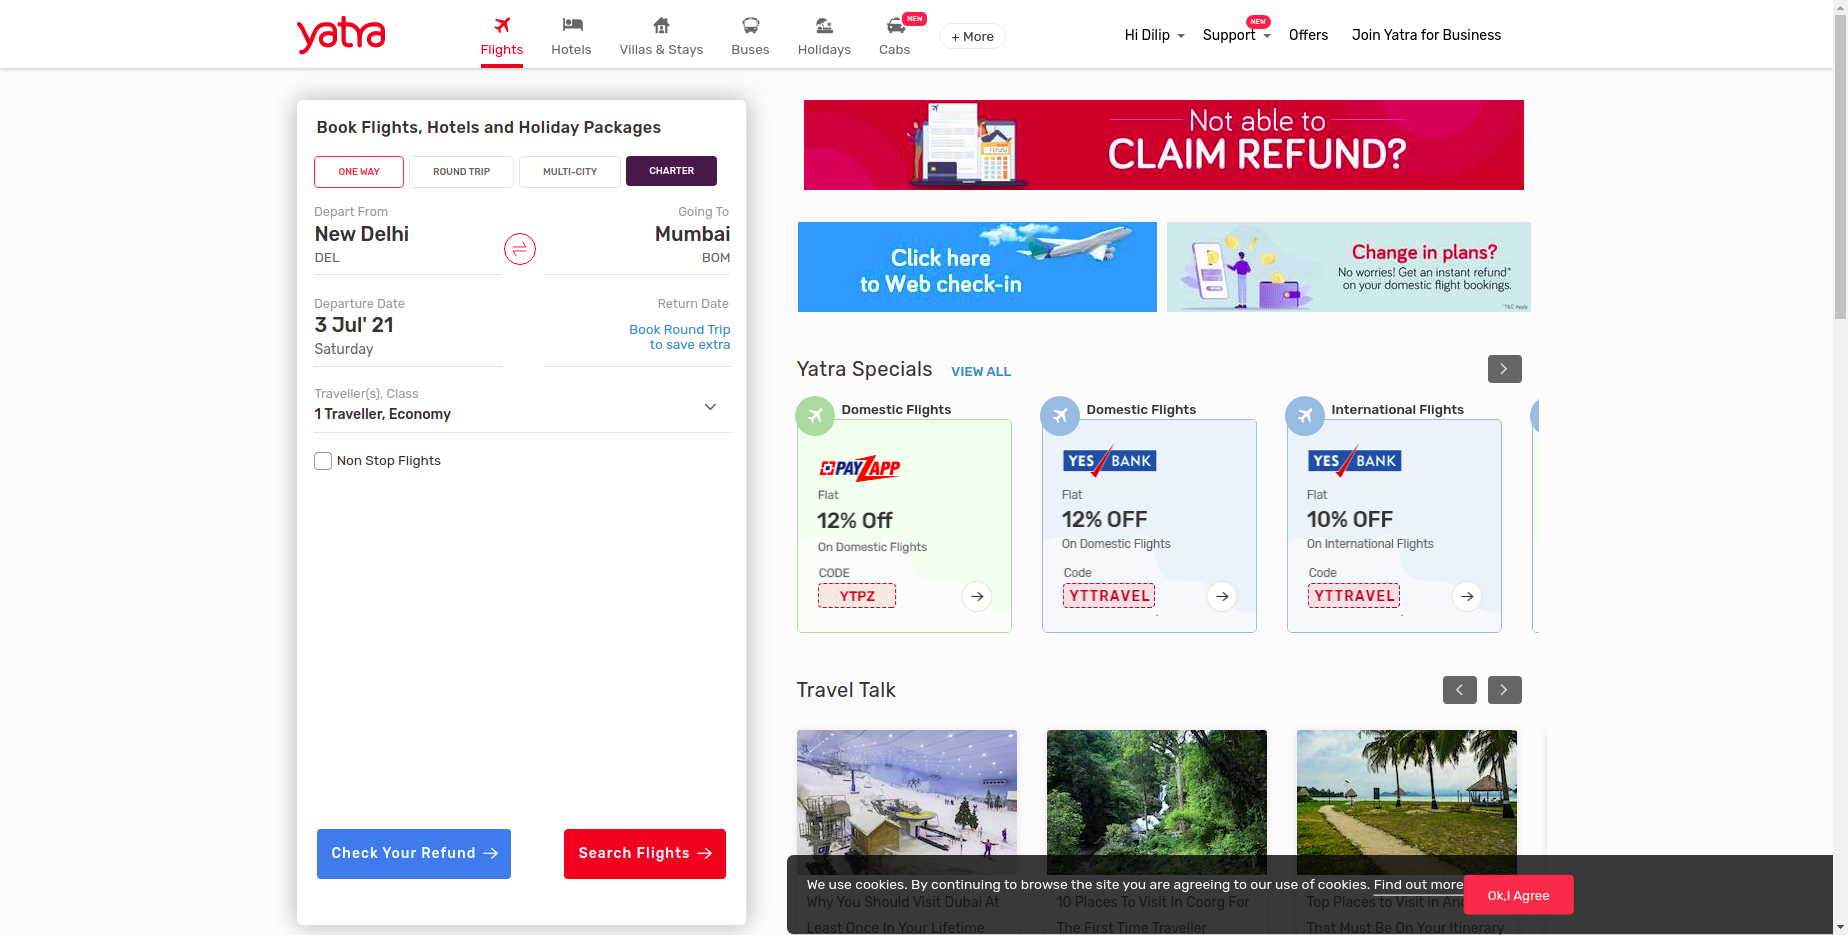 yatra
Flights
Hotels
Villas & Stays
Buses
Holidays
NEW
Cabs
+ More
Hi Dilip
NEW
Support
Offers
Join Yatra for Business
Book Flights, Hotels and Holiday Packages
ONE WAY
ROUND TRIP
MULTI-CITY
CHARTER
Depart From
New Delhi
DEL
Going To
Mumbai
BOM
Departure Date
3 Jul' 21
Saturday
Return Date
Book Round Trip
to save extra
Traveller(s), Class
1 Traveller, Economy
Non Stop Flights
Check Your Refund
Search Flights
Not able to
CLAIM REFUND?
Click here
to Web check-in
Change in plans?
No worries! Get an instant refund*
on your domestic flight bookings.
*T&C Apply
Yatra Specials
VIEW ALL
Domestic Flights
PAYZAPP
Flat
12% Off
On Domestic Flights
CODE
YTPZ
Domestic Flights
YES BANK
Flat
12% OFF
On Domestic Flights
Code
YTTRAVEL
International Flights
YES BANK
Flat
10% OFF
On International Flights
Code
YTTRAVEL
Travel Talk
We use cookies. By continuing to browse the site you are agreeing to our use of cookies. Find out more
Ok,I Agree
Why You Should Visit Dubai At
Least Once In Your Lifetime
10 Places To Visit In Coorg For
The First Time Traveller
Top Places to Visit in An
That Must Be On Your Itinerary